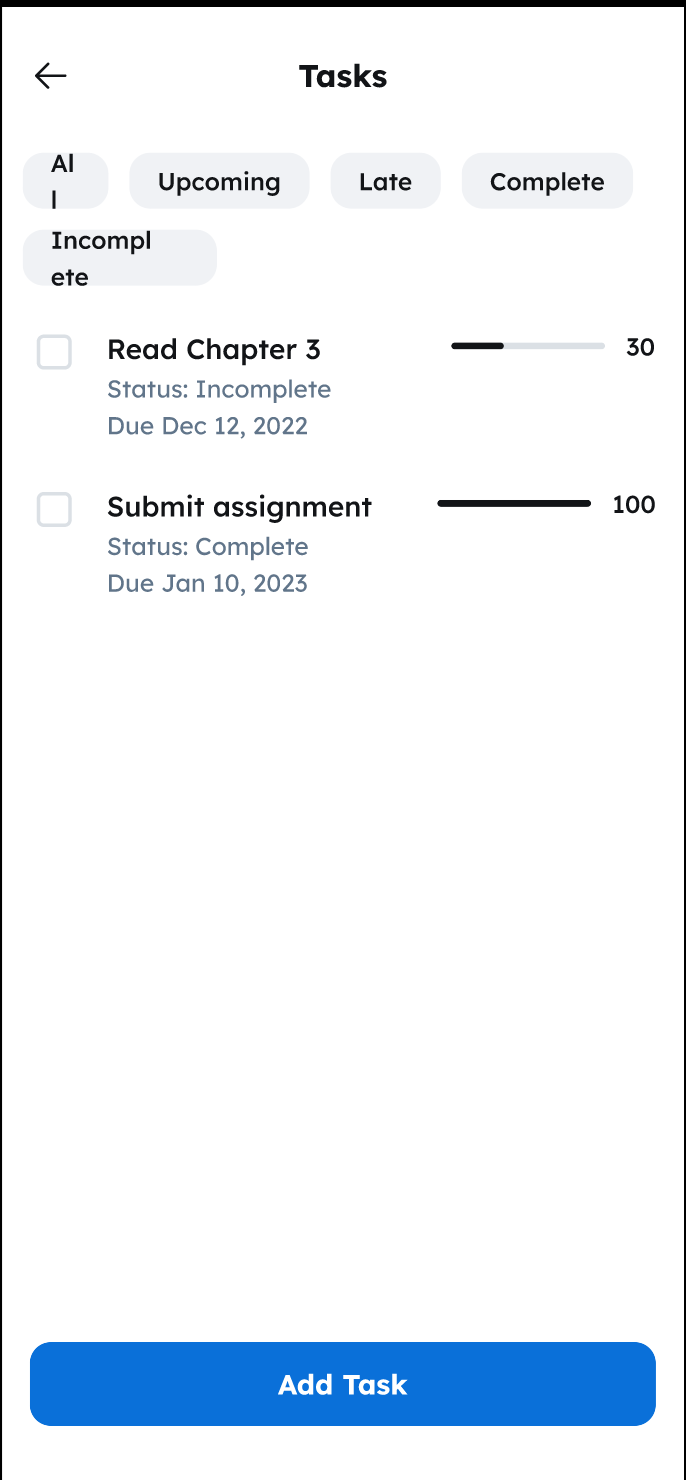 Tasks
Al
l
Upcoming
Late
Complete
Incompl
ete
Read Chapter 3
30
Status: Incomplete
Due Dec 12, 2022
Submit assignment
100
Status: Complete
Due Jan 10, 2023
Add Task